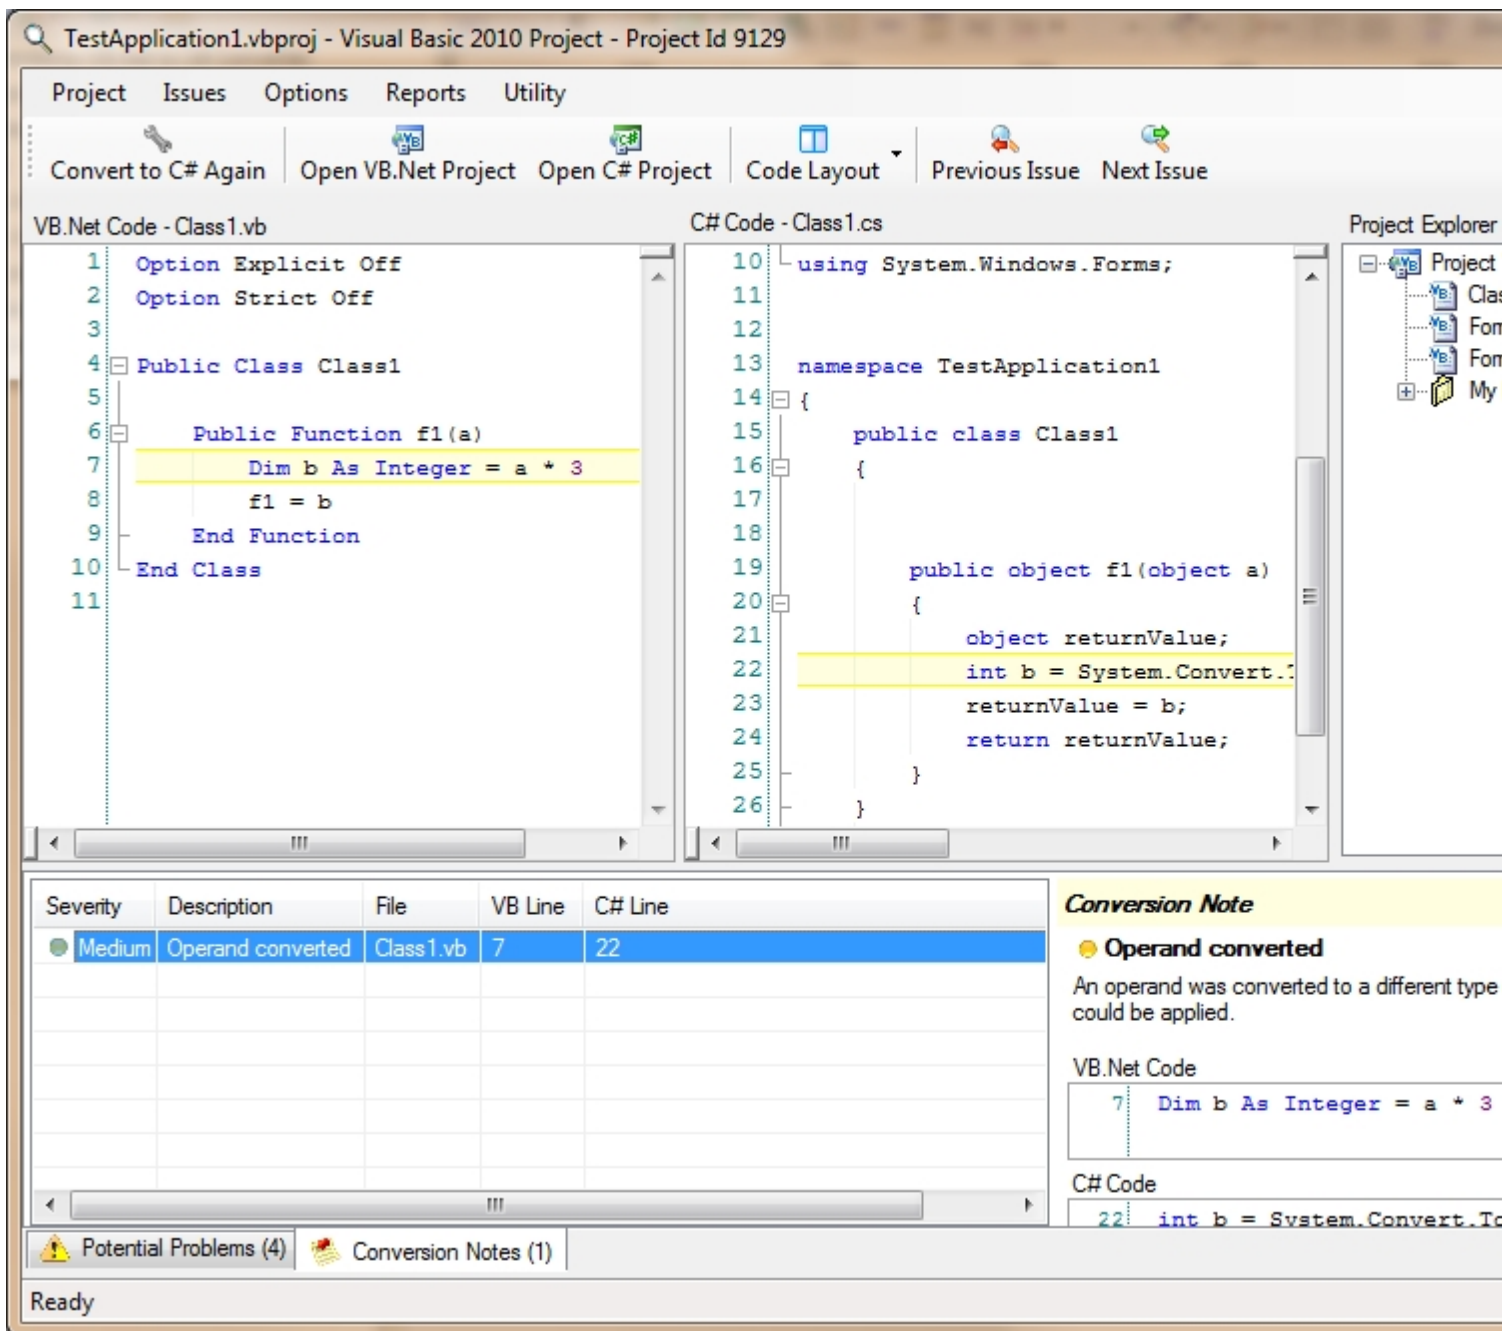 TestApplication1.vbproj - Visual Basic 2010 Project - Project Id 9129
Project Issues Options Reports Utility
Convert to C# Again Open VB.Net Project Open C# Project Code Layout Previous Issue Next Issue
VB.Net Code - Class1.vb
1 Option Explicit Off
2 Option Strict Off
3
4 Public Class Class1
5
6 Public Function f1(a)
7 Dim b As Integer = a * 3
8 f1 = b
9 End Function
10 End Class
11
C# Code - Class1.cs
10 using System.Windows.Forms;
11
12
13 namespace TestApplication1
14 {
15 public class Class1
16 {
17
18
19 public object f1(object a)
20 {
21 object returnValue;
22 int b = System.Convert.
23 returnValue = b;
24 return returnValue;
25 }
26 }
Project Explorer
Project
My
Severity Description File VB Line C# Line
Medium Operand converted Class1.vb 7 22
Conversion Note
Operand converted
An operand was converted to a different type
could be applied.
VB.Net Code
7 Dim b As Integer = a * 3
C# Code
22 int b = System.Convert.To
Potential Problems (4) Conversion Notes (1)
Ready